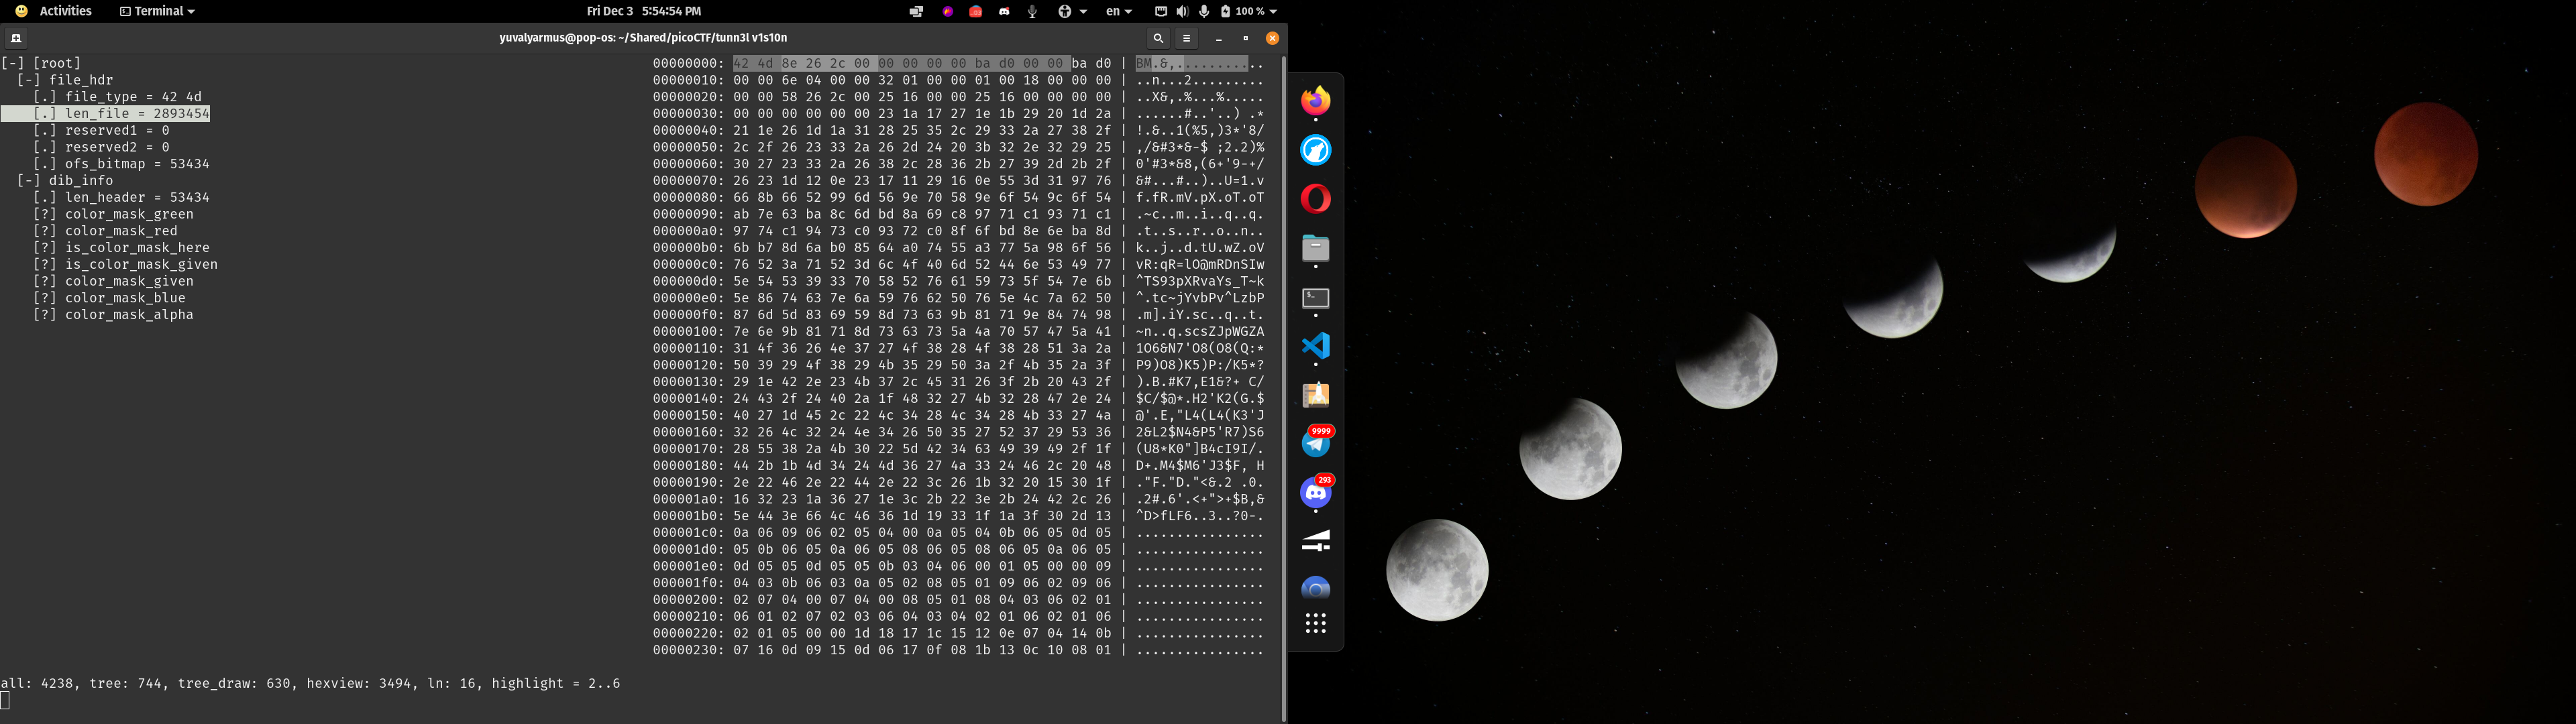 Activities Terminal Fri Dec 3 5:54:54 PM en 100 %
yuvalyarmus@pop-os: ~/Shared/picoCTF/tunn3l v1s10n
[-] [root]
[-] file_hdr
[.] file_type = 42 4d
[.] len_file = 2893454
[.] reserved1 = 0
[.] reserved2 = 0
[.] ofs_bitmap = 53434
[-] dib_info
[.] len_header = 53434
[?] color_mask_green
[?] color_mask_red
[?] is_color_mask_here
[?] is_color_mask_given
[?] color_mask_given
[?] color_mask_blue
[?] color_mask_alpha
00000000: 42 4d 8e 26 2c 00 00 00 00 00 ba d0 00 00 ba d0 | BM.&,...........
00000010: 00 00 6e 04 00 00 32 01 00 00 01 00 18 00 00 00 | ..n...2.........
00000020: 00 00 58 26 2c 00 25 16 00 00 25 16 00 00 00 00 | ..X&,.%...%.....
00000030: 00 00 00 00 00 00 23 1a 17 27 1e 1b 29 20 1d 2a | ......#..'..) .*
00000040: 21 1e 26 1d 1a 31 28 25 35 2c 29 33 2a 27 38 2f | !.&..1(%5,)3*'8/
00000050: 2c 2f 26 23 33 2a 26 2d 24 20 3b 32 2e 32 29 25 | ,/&#3*&-$ ;2.2)%
00000060: 30 27 23 33 2a 26 38 2c 28 36 2b 27 39 2d 2b 2f | 0'#3*&8,(6+'9-+/
00000070: 26 23 1d 12 0e 23 17 11 29 16 0e 55 3d 31 97 76 | &#...#..)..U=1.v
00000080: 66 8b 66 52 99 6d 56 9e 70 58 9e 6f 54 9c 6f 54 | f.fR.mV.pX.oT.oT
00000090: ab 7e 63 ba 8c 6d bd 8a 69 c8 97 71 c1 93 71 c1 | .~c..m..i..q..q.
000000a0: 97 74 c1 94 73 c0 93 72 c0 8f 6f bd 8e 6e ba 8d | .t..s..r..o..n..
000000b0: 6b b7 8d 6a b0 85 64 a0 74 55 a3 77 5a 98 6f 56 | k..j..d.tU.wZ.oV
000000c0: 76 52 3a 71 52 3d 6c 4f 40 6d 52 44 6e 53 49 77 | vR:qR=lO@mRDnSIw
000000d0: 5e 54 53 39 33 70 58 52 76 61 59 73 5f 54 7e 6b | ^TS93pXRvaYs_T~k
000000e0: 5e 86 74 63 7e 6a 59 76 62 50 76 5e 4c 7a 62 50 | ^.tc~jYvbPv^LzbP
000000f0: 87 6d 5d 83 69 59 8d 73 63 9b 81 71 9e 84 74 98 | .m].iY.sc..q..t.
00000100: 7e 6e 9b 81 71 8d 73 63 73 5a 4a 70 57 47 5a 41 | ~n..q.scsZJpWGZA
00000110: 31 4f 36 26 4e 37 27 4f 38 28 4f 38 28 51 3a 2a | 1O6&N7'O8(O8(Q:*
00000120: 50 39 29 4f 38 29 4b 35 29 50 3a 2f 4b 35 2a 3f | P9)O8)K5)P:/K5*?
00000130: 29 1e 42 2e 23 4b 37 2c 45 31 26 3f 2b 20 43 2f | ).B.#K7,E1&?+ C/
00000140: 24 43 2f 24 40 2a 1f 48 32 27 4b 32 28 47 2e 24 | $C/$@*.H2'K2(G.$
00000150: 40 27 1d 45 2c 22 4c 34 28 4c 34 28 4b 33 27 4a | @'.E,"L4(L4(K3'J
00000160: 32 26 4c 32 24 4e 34 26 50 35 27 52 37 29 53 36 | 2&L2$N4&P5'R7)S6
00000170: 28 55 38 2a 4b 30 22 5d 42 34 63 49 39 49 2f 1f | (U8*K0"]B4cI9I/.
00000180: 44 2b 1b 4d 34 24 4d 36 27 4a 33 24 46 2c 20 48 | D+.M4$M6'J3$F, H
00000190: 2e 22 46 2e 22 44 2e 22 3c 26 1b 32 20 15 30 1f | ."F."D."<&.2 .0.
000001a0: 16 32 23 1a 36 27 1e 3c 2b 22 3e 2b 24 42 2c 26 | .2#.6'.<+">+$B,&
000001b0: 5e 44 3e 66 4c 46 36 1d 19 33 1f 1a 3f 30 2d 13 | ^D>fLF6..3..?0-.
000001c0: 0a 06 09 06 02 05 04 00 0a 05 04 0b 06 05 0d 05 | ................
000001d0: 05 0b 06 05 0a 06 05 08 06 05 08 06 05 0a 06 05 | ................
000001e0: 0d 05 05 0d 05 05 0b 03 04 06 00 01 05 00 00 09 | ................
000001f0: 04 03 0b 06 03 0a 05 02 08 05 01 09 06 02 09 06 | ................
00000200: 02 07 04 00 07 04 00 08 05 01 08 04 03 06 02 01 | ................
00000210: 06 01 02 07 02 03 06 04 03 04 02 01 06 02 01 06 | ................
00000220: 02 01 05 00 00 1d 18 17 1c 15 12 0e 07 04 14 0b | ................
00000230: 07 16 0d 09 15 0d 06 17 0f 08 1b 13 0c 10 08 01 | ................
all: 4238, tree: 744, tree_draw: 630, hexview: 3494, ln: 16, highlight = 2..6
9999
293